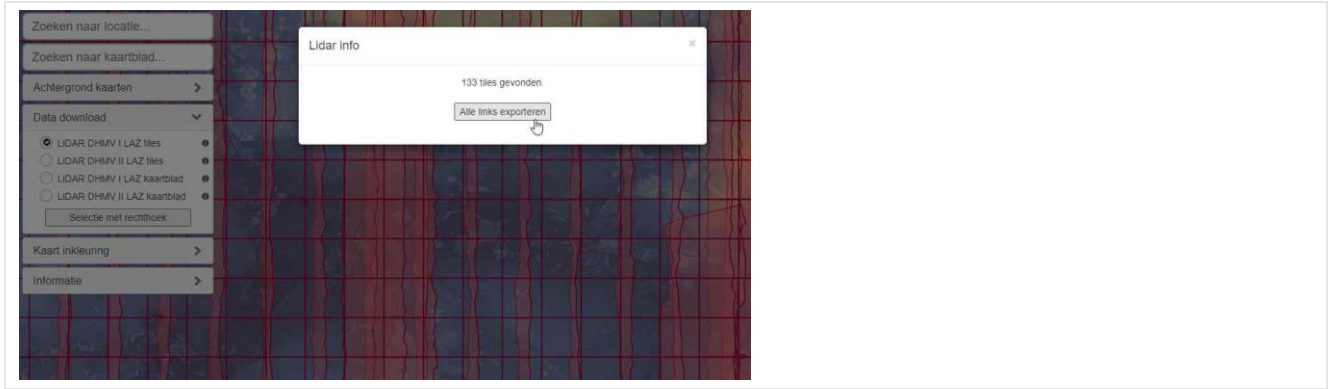 Zoeken naar locatie...
Zoeken naar kaartblad...
Achtergrond kaarten
Data download
LiDAR DHMV I LAZ tiles
LiDAR DHMV II LAZ tiles
LiDAR DHMV I LAZ kaartblad
LiDAR DHMV II LAZ kaartblad
Selectie met rechthoek
Kaart inkleuring
Informatie
Lidar info
×
133 tiles gevonden.
Alle links exporteren